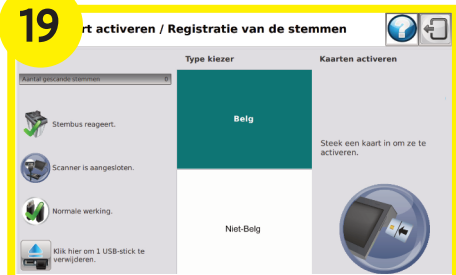 19
rt activeren / Registratie van de stemmen
Type kiezer
Kaarten activeren
Aantal gescande stemmen 0
Stembus reageert.
Scanner is aangesloten.
Normale werking.
Klik hier om 1 USB-stick te
verwijderen.
Belg
Niet-Belg
Steek een kaart in om ze te
activeren.